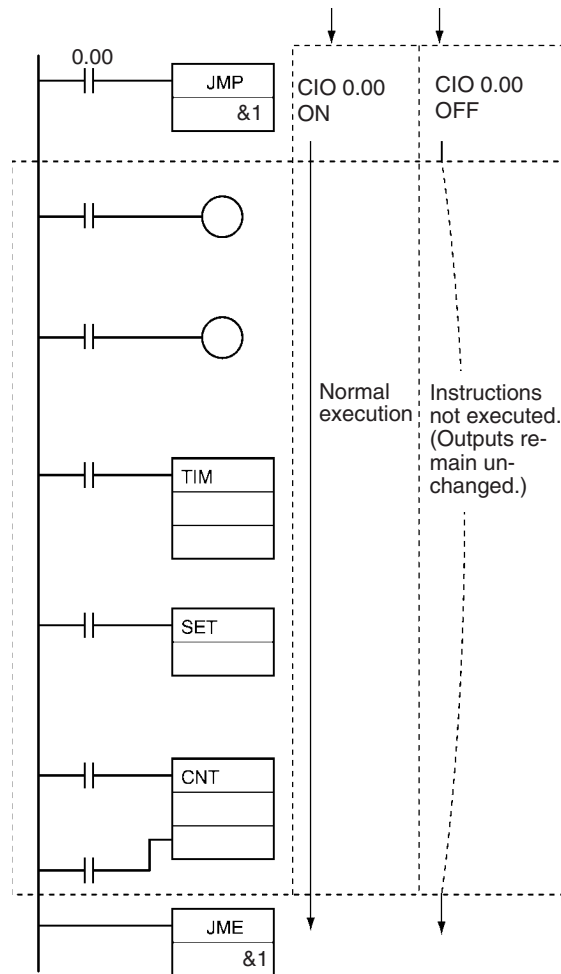 0.00
JMP
&1
CIO 0.00
ON
CIO 0.00
OFF
Normal
execution
Instructions
not executed.
(Outputs re-
main un-
changed.)
TIM
SET
CNT
JME
&1